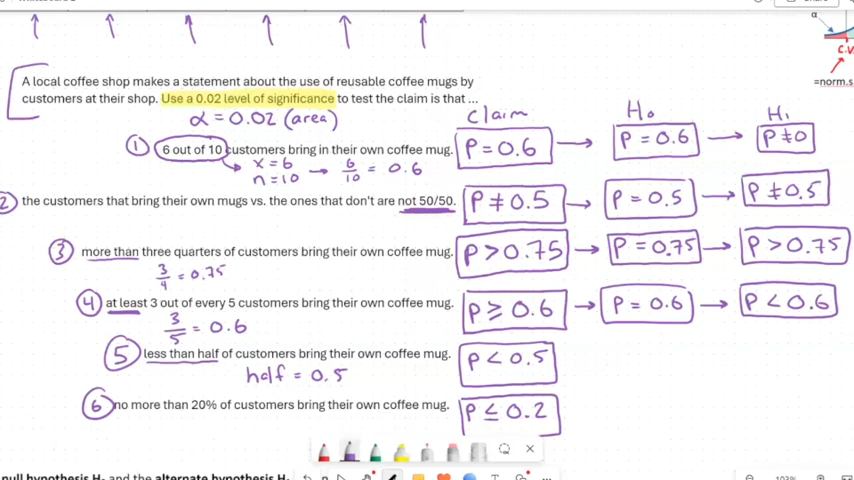 α
C.V.
=norm.s
A local coffee shop makes a statement about the use of reusable coffee mugs by
customers at their shop. Use a 0.02 level of significance to test the claim is that ...
α = 0.02 (area)
Claim H₀ H₁
① 6 out of 10 customers bring in their own coffee mug. P = 0.6 → P = 0.6 → P ≠ 0
x = 6
n = 10 → 6/10 = 0.6
2 the customers that bring their own mugs vs. the ones that don't are not 50/50. P ≠ 0.5 → P = 0.5 → P ≠ 0.5
③ more than three quarters of customers bring their own coffee mug. P > 0.75 → P = 0.75 → P > 0.75
3/4 = 0.75
④ at least 3 out of every 5 customers bring their own coffee mug. P ≥ 0.6 → P = 0.6 → P < 0.6
3/5 = 0.6
⑤ less than half of customers bring their own coffee mug. P < 0.5
half = 0.5
⑥ no more than 20% of customers bring their own coffee mug. P ≤ 0.2
null hypothesis H₀ and the alternate hypothesis H₁